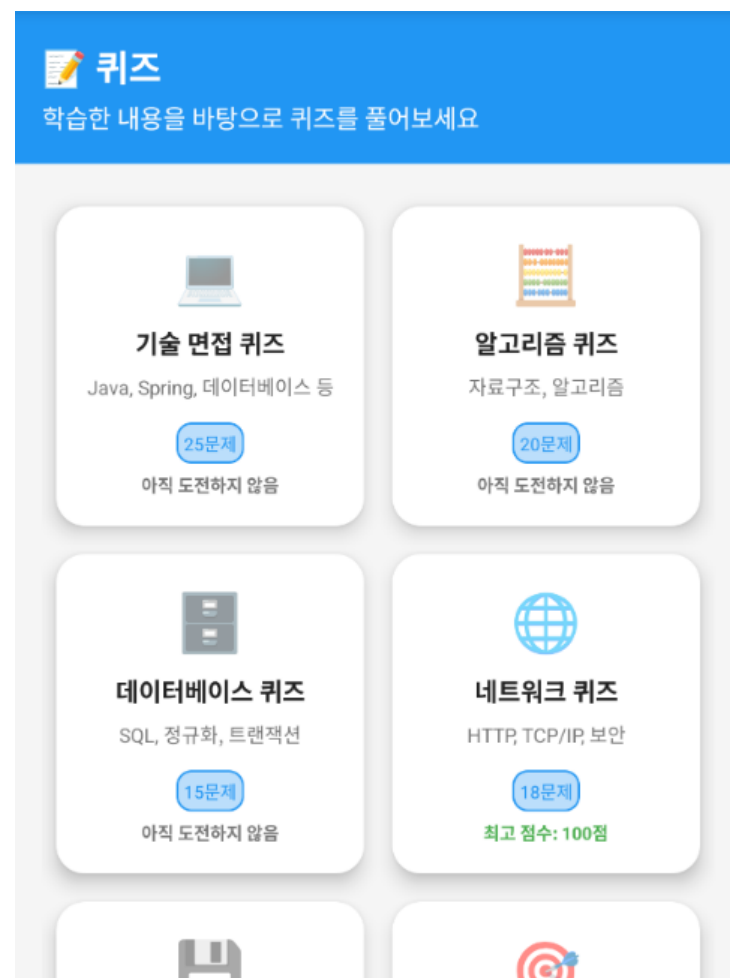 퀴즈
학습한 내용을 바탕으로 퀴즈를 풀어보세요
기술 면접 퀴즈
Java, Spring, 데이터베이스 등
25문제
아직 도전하지 않음
알고리즘 퀴즈
자료구조, 알고리즘
20문제
아직 도전하지 않음
데이터베이스 퀴즈
SQL, 정규화, 트랜잭션
15문제
아직 도전하지 않음
네트워크 퀴즈
HTTP, TCP/IP, 보안
18문제
최고 점수: 100점